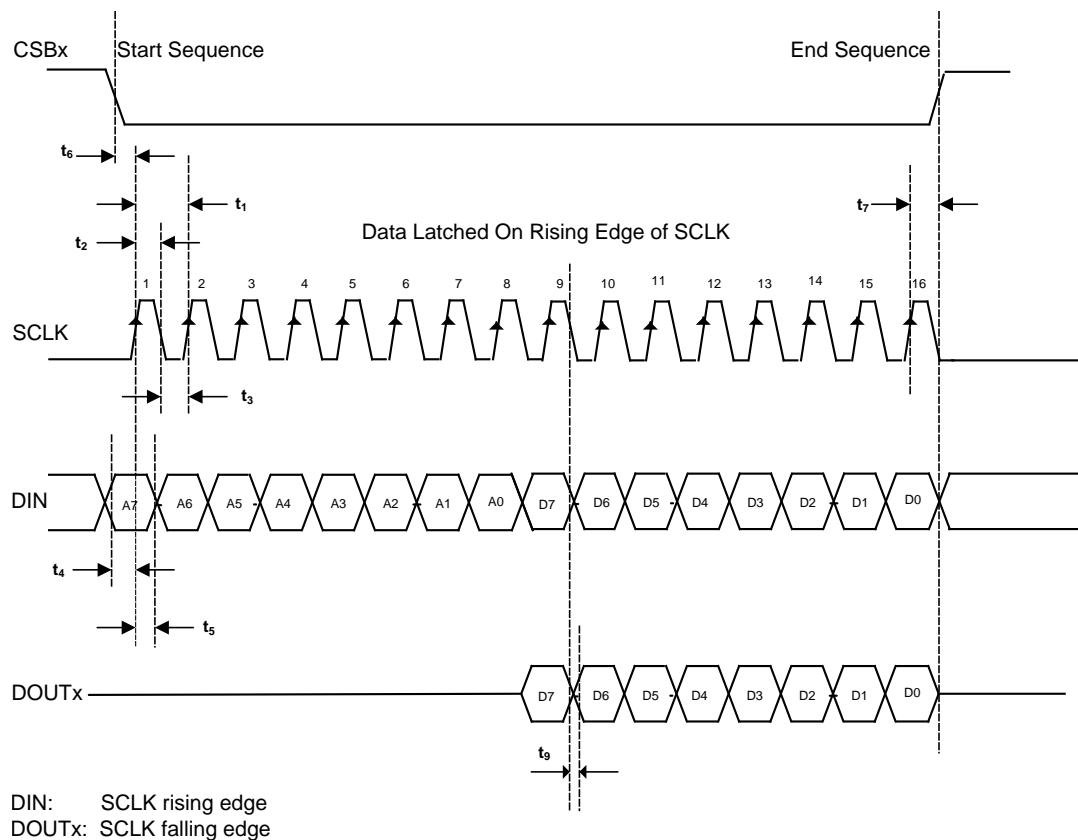 CSBx Start Sequence End Sequence
t6
t1 t7
t2 Data Latched On Rising Edge of SCLK
1 2 3 4 5 6 7 8 9 10 11 12 13 14 15 16
SCLK
t3
DIN A7 A6 A5 A4 A3 A2 A1 A0 D7 D6 D5 D4 D3 D2 D1 D0
t4
t5
DOUTx D7 D6 D5 D4 D3 D2 D1 D0
t9
DIN: SCLK rising edge
DOUTx: SCLK falling edge